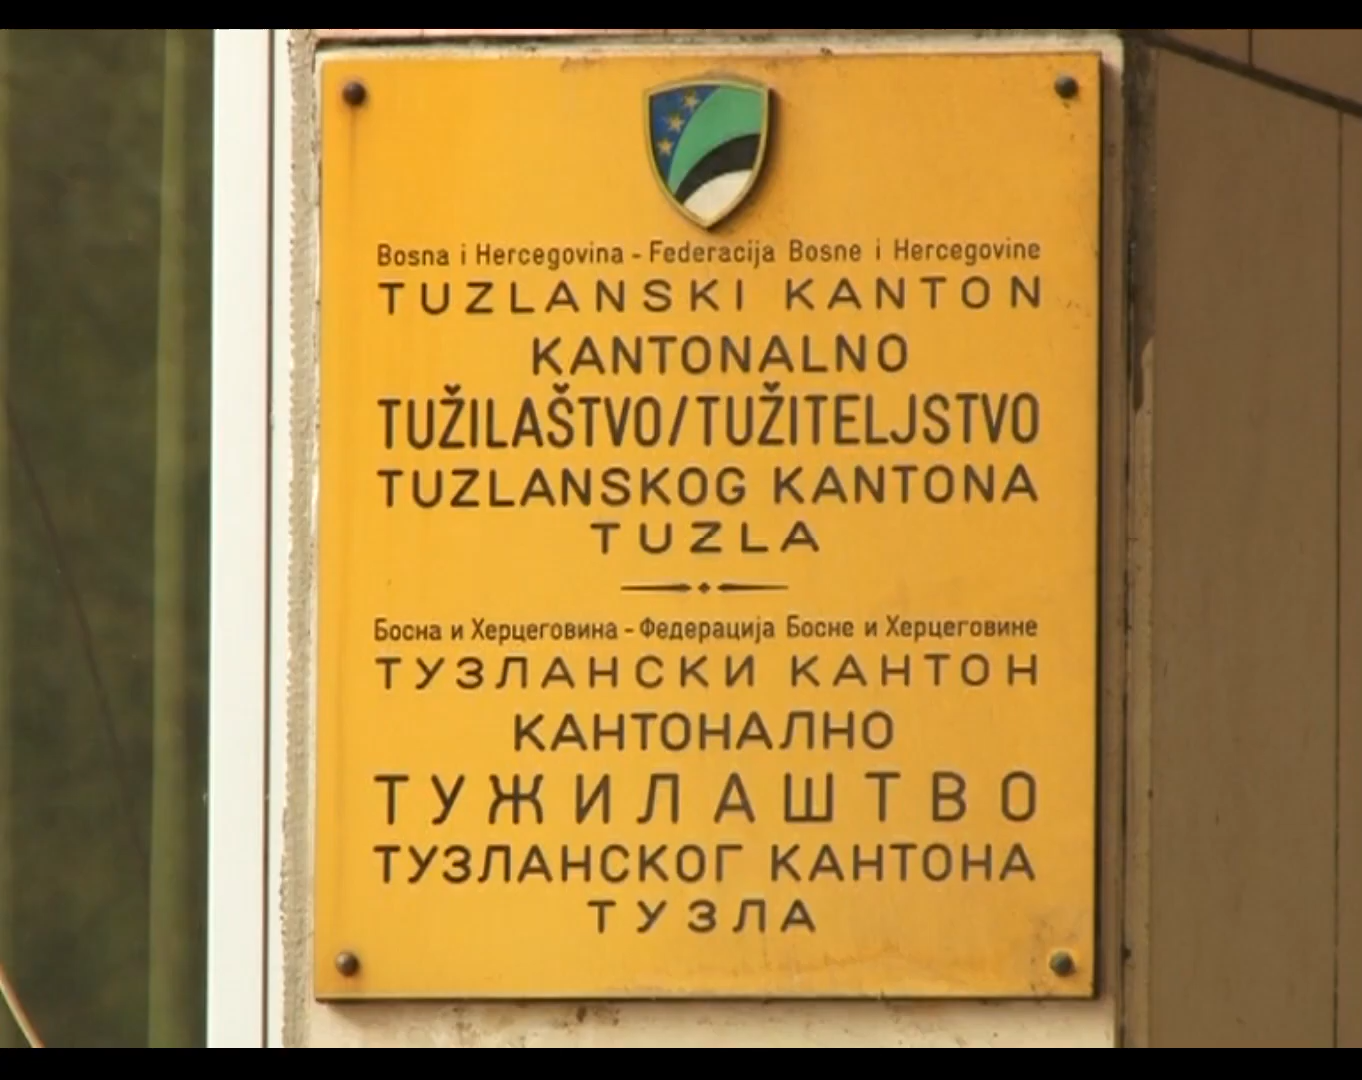 Bosna i Hercegovina - Federacija Bosne i Hercegovine
TUZLANSKI KANTON
KANTONALNO
TUŽILAŠTVO/TUŽITELJSTVO
TUZLANSKOG KANTONA
TUZLA
Босна и Херцеговина - Федерација Босне и Херцеговине
ТУЗЛАНСКИ КАНТОН
КАНТОНАЛНО
ТУЖИЛАШТВО
ТУЗЛАНСКОГ КАНТОНА
ТУЗЛА